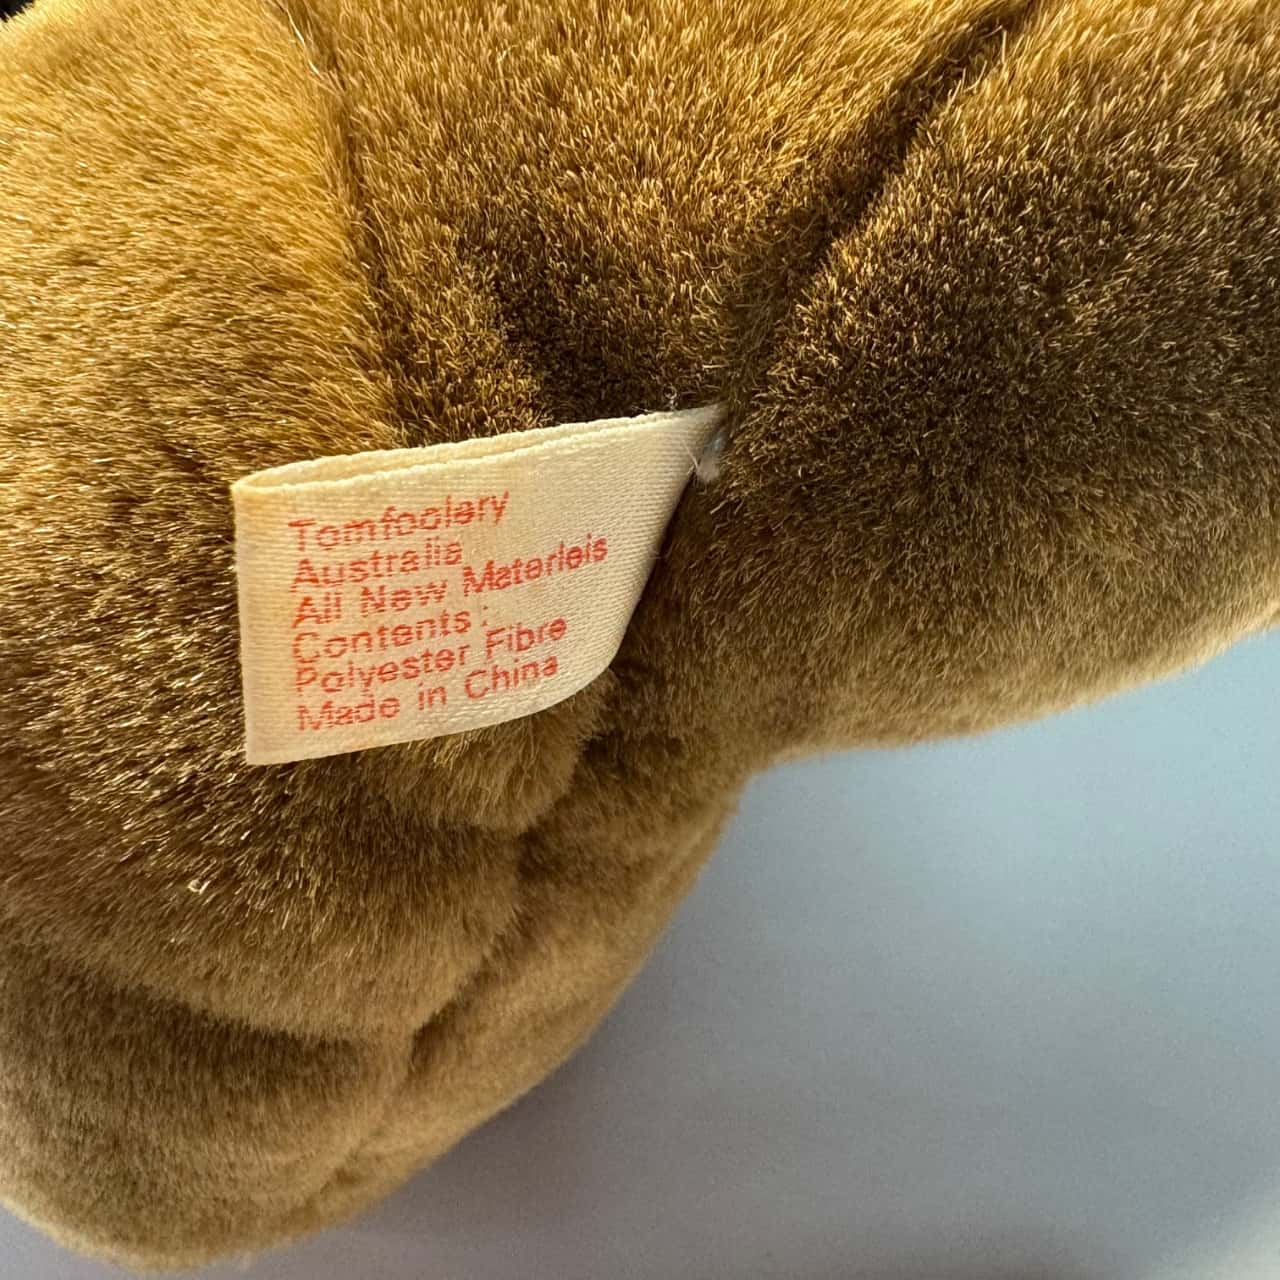 Tomfoolery
Australia
All New Materleis
Contents:
Polyester Fibre
Made in China